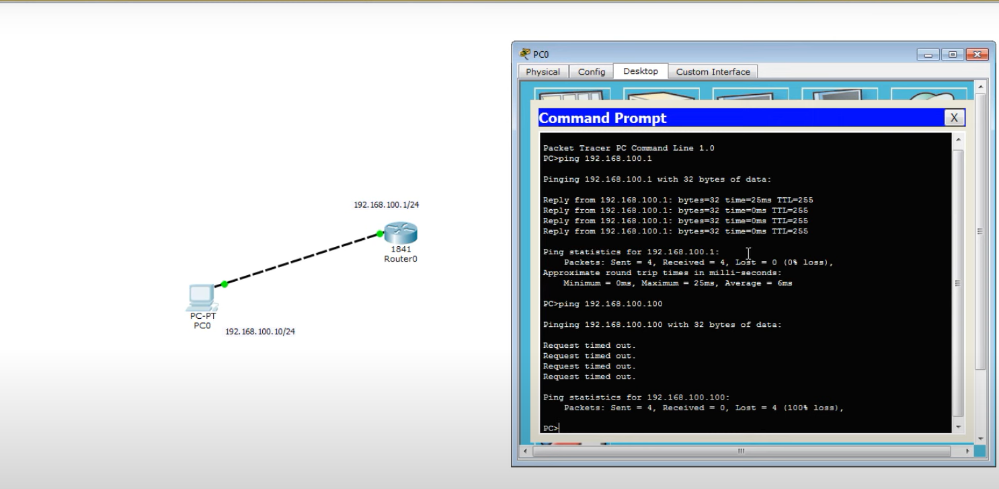 192.168.100.1/24
1841
Router0
PC-PT
PC0
192.168.100.10/24
PC0
Physical Config Desktop Custom Interface
Command Prompt X
Packet Tracer PC Command Line 1.0
PC>ping 192.168.100.1
Pinging 192.168.100.1 with 32 bytes of data:
Reply from 192.168.100.1: bytes=32 time=25ms TTL=255
Reply from 192.168.100.1: bytes=32 time=0ms TTL=255
Reply from 192.168.100.1: bytes=32 time=0ms TTL=255
Reply from 192.168.100.1: bytes=32 time=0ms TTL=255
Ping statistics for 192.168.100.1:
Packets: Sent = 4, Received = 4, Lost = 0 (0% loss),
Approximate round trip times in milli-seconds:
Minimum = 0ms, Maximum = 25ms, Average = 6ms
PC>ping 192.168.100.100
Pinging 192.168.100.100 with 32 bytes of data:
Request timed out.
Request timed out.
Request timed out.
Request timed out.
Ping statistics for 192.168.100.100:
Packets: Sent = 4, Received = 0, Lost = 4 (100% loss),
PC>